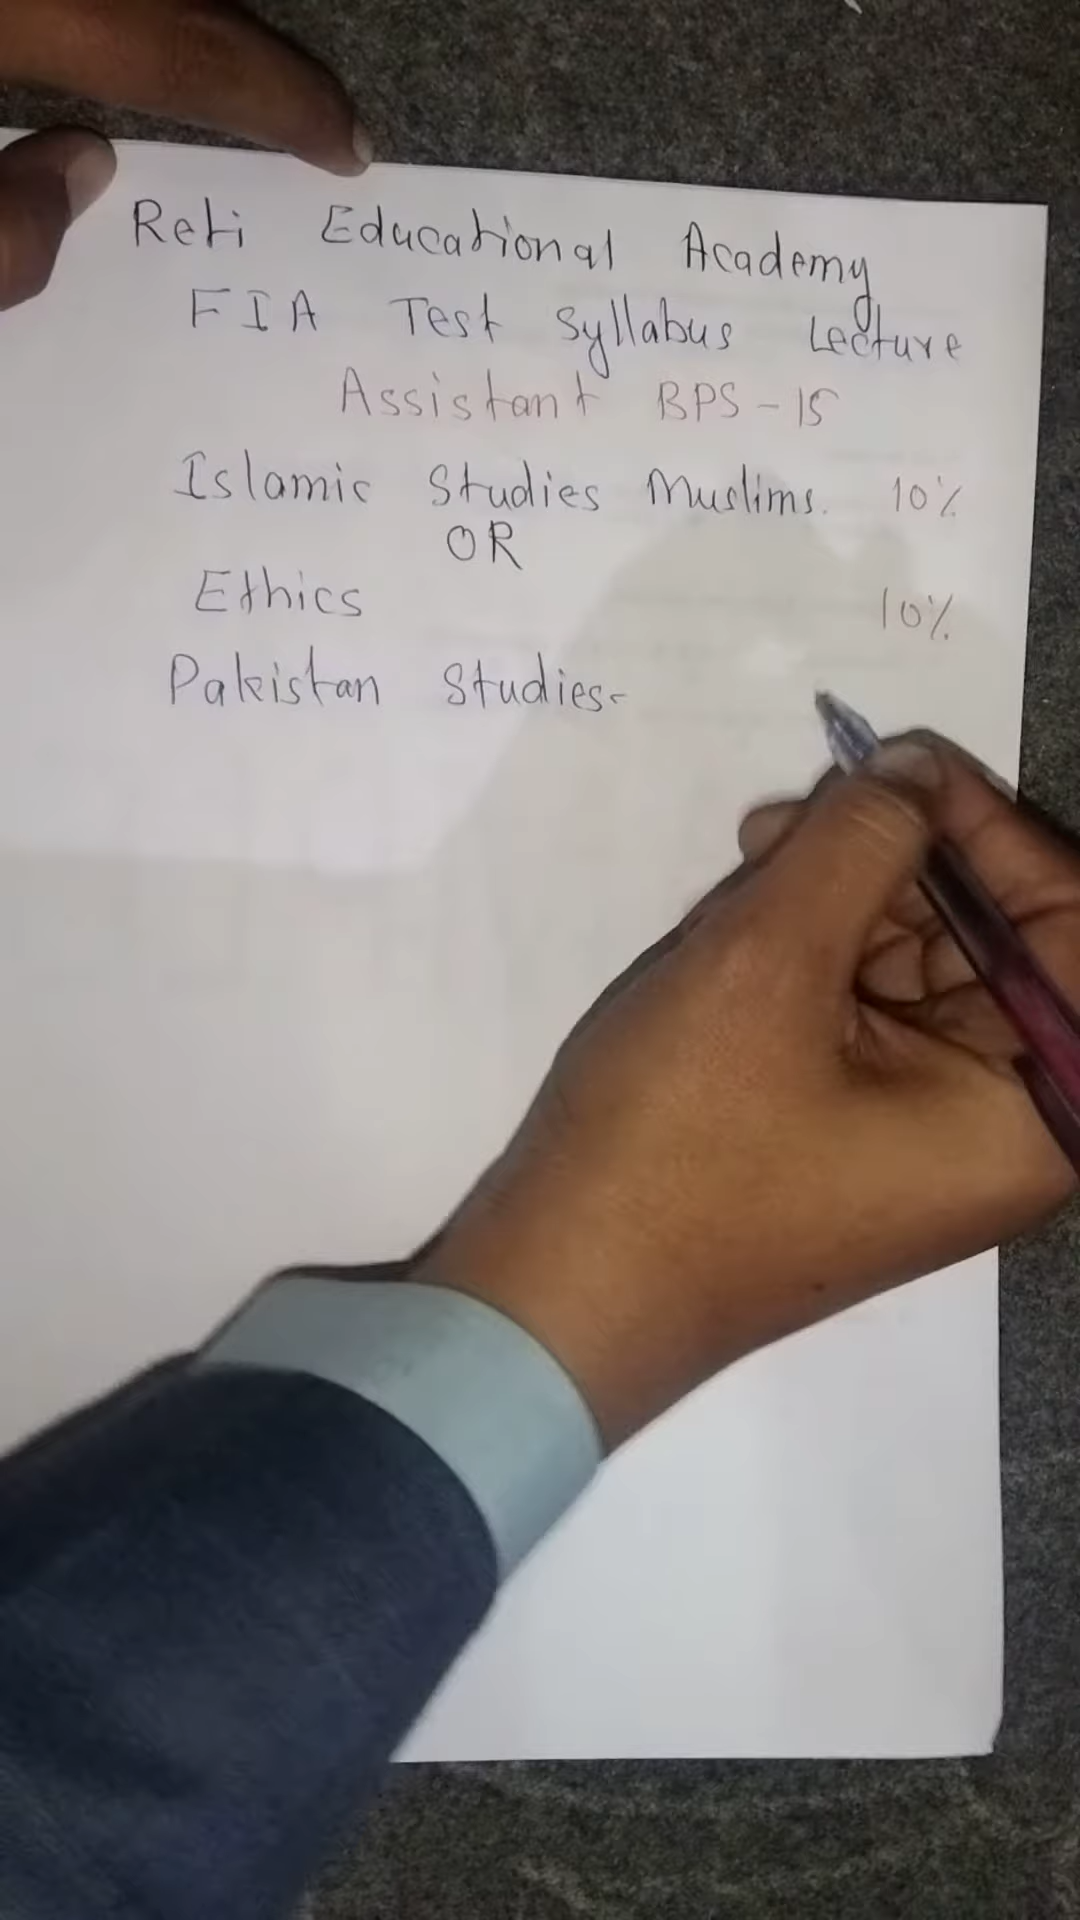 Reti Educational Academy
FIA Test Syllabus Lecture
Assistant BPS-15
Islamic Studies Muslims. 10%
OR
Ethics 10%
Pakistan Studies-